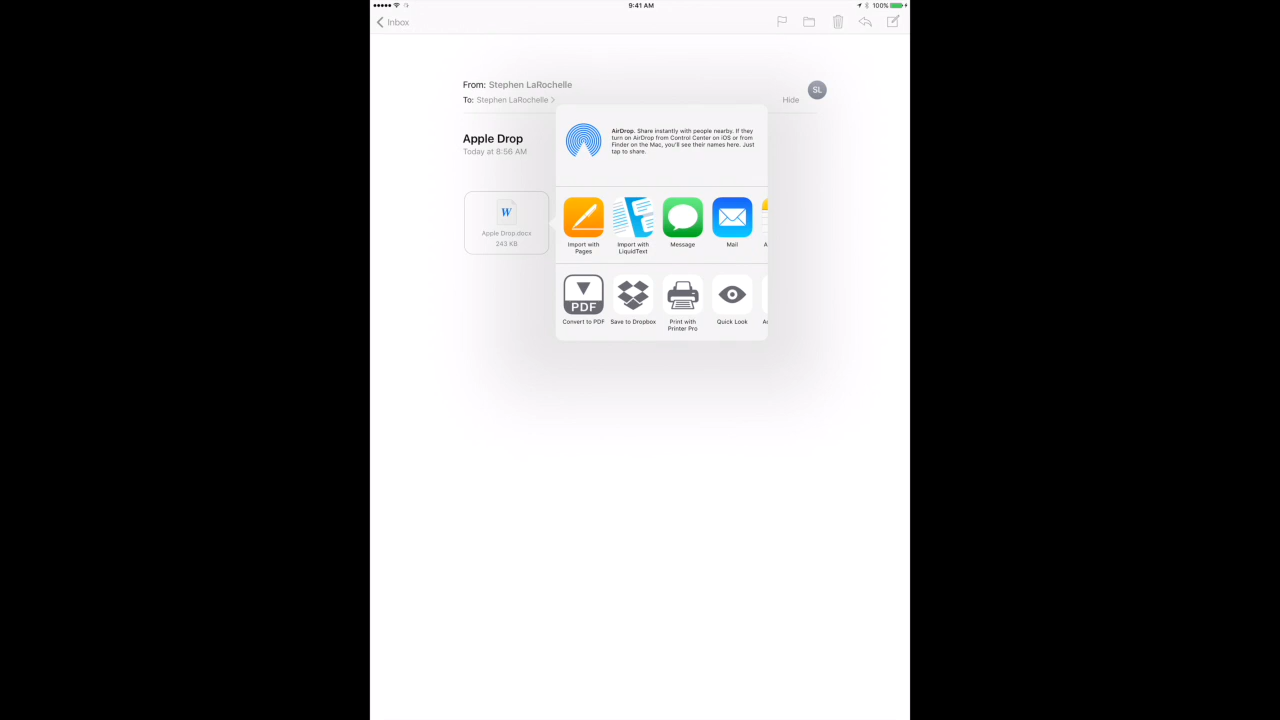 9:41 AM
100%
Inbox
From: Stephen LaRochelle
SL
To: Stephen LaRochelle
Hide
Apple Drop
Today at 8:56 AM
W
Apple Drop.docx
243 KB
AirDrop. Share instantly with people nearby. If they
turn on AirDrop from Control Center on iOS or from
Finder on the Mac, you'll see their names here. Just
tap to share.
Import with
Pages
Import with
LiquidText
Message
Mail
A
PDF
Convert to PDF
Save to Dropbox
Print with
Printer Pro
Quick Look